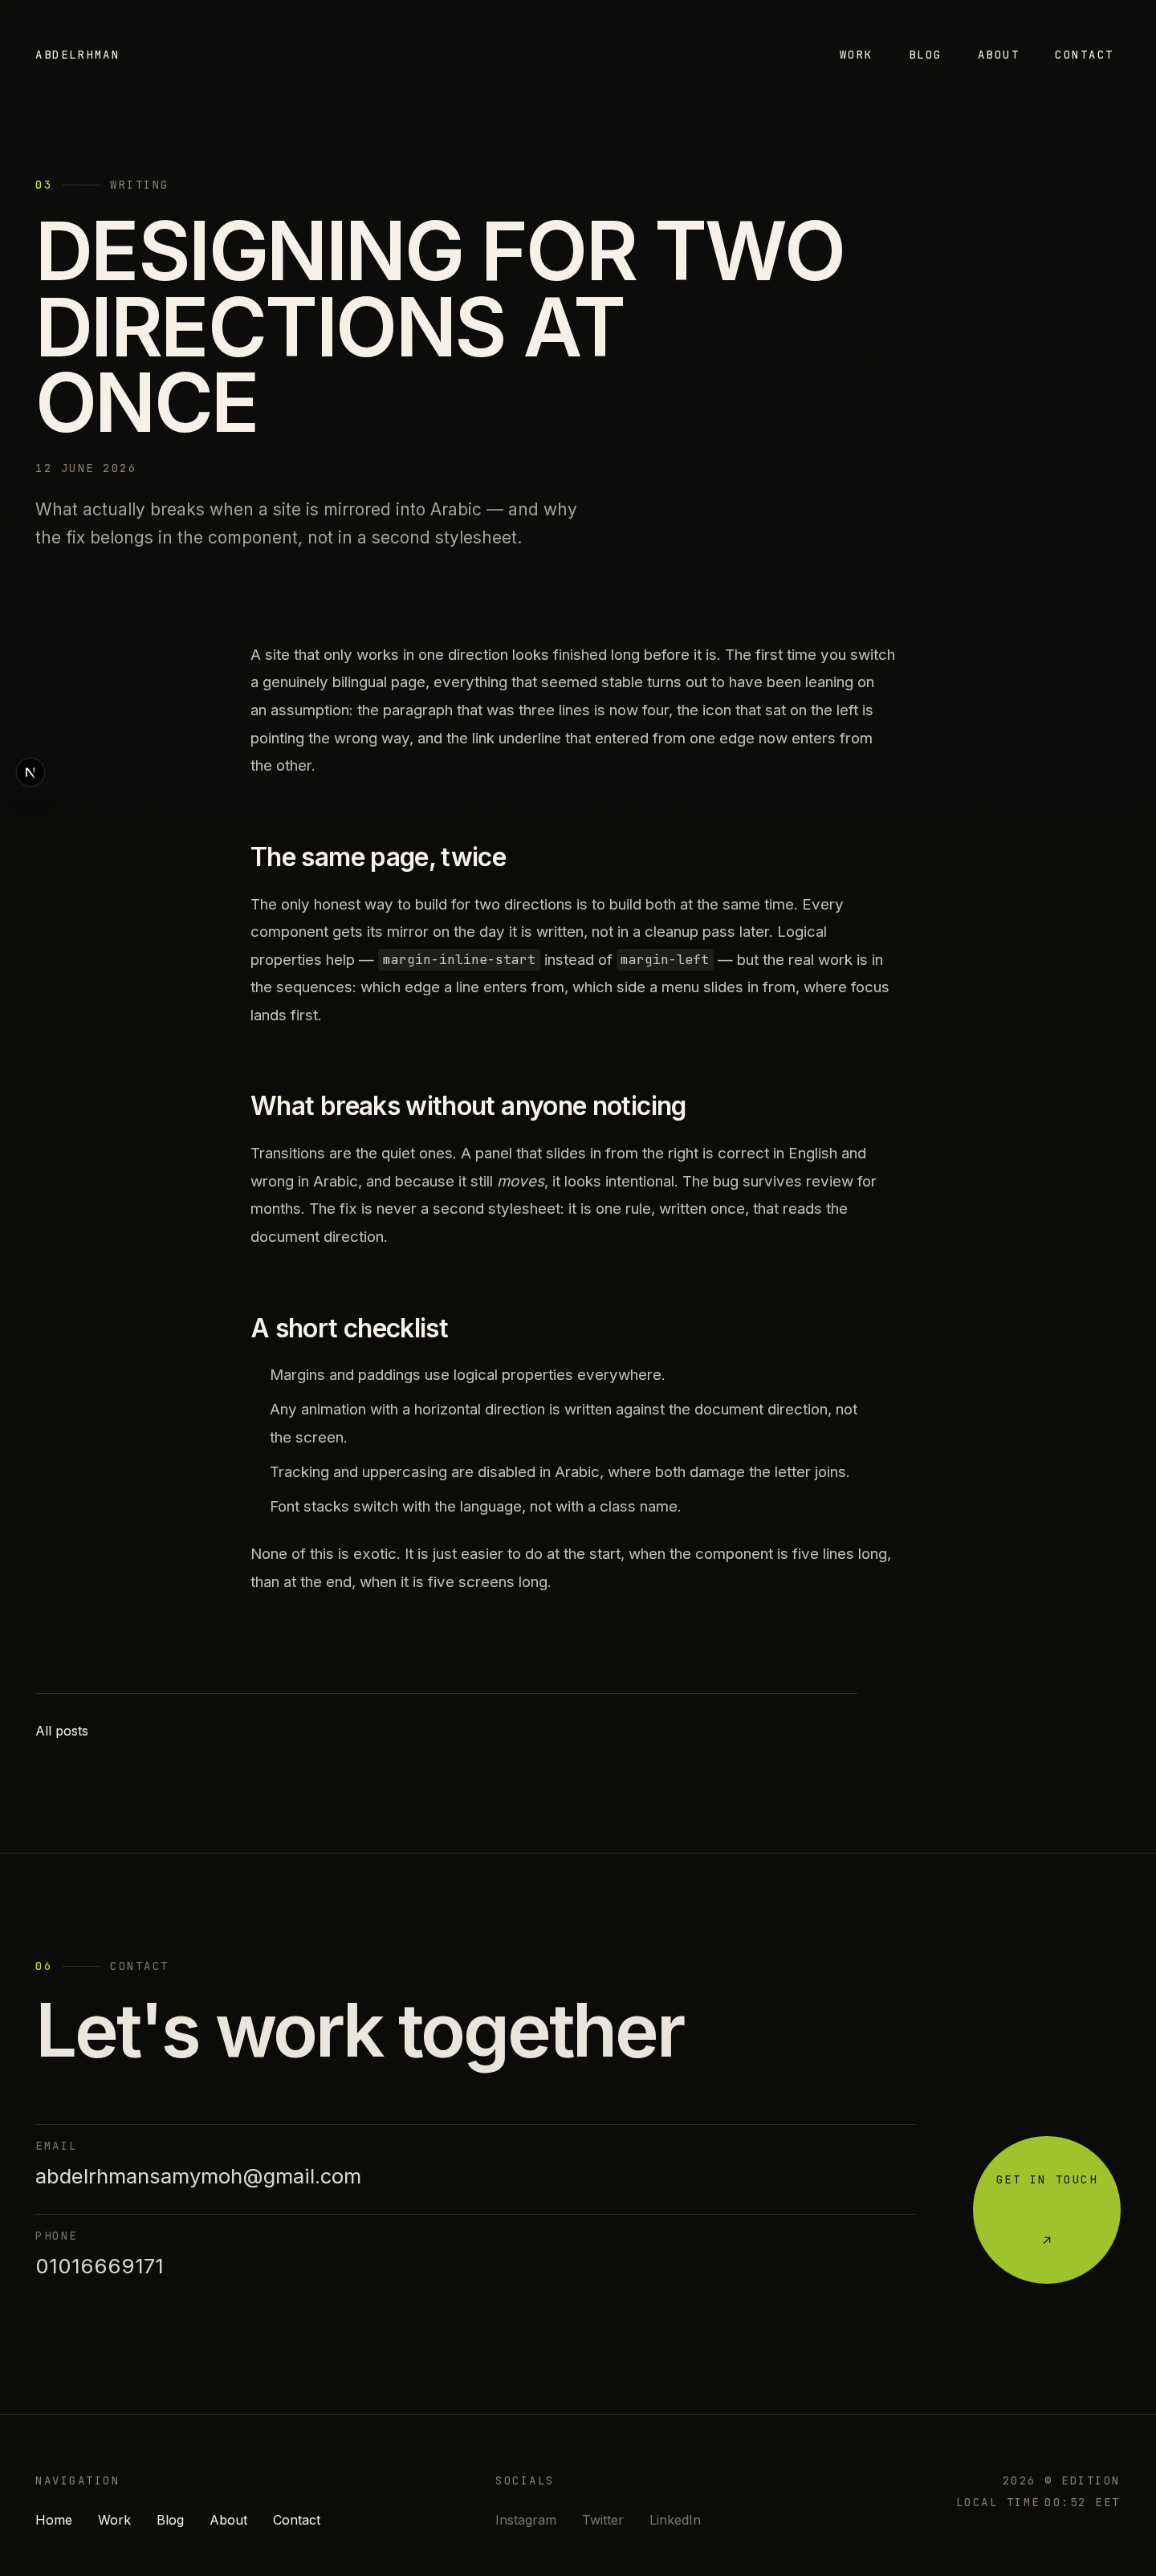 ABDELRHMAN
WORK BLOG ABOUT CONTACT
03 WRITING
DESIGNING FOR TWO
DIRECTIONS AT
ONCE
12 JUNE 2026
What actually breaks when a site is mirrored into Arabic — and why
the fix belongs in the component, not in a second stylesheet.
A site that only works in one direction looks finished long before it is. The first time you switch
a genuinely bilingual page, everything that seemed stable turns out to have been leaning on
an assumption: the paragraph that was three lines is now four, the icon that sat on the left is
pointing the wrong way, and the link underline that entered from one edge now enters from
the other.
N
The same page, twice
The only honest way to build for two directions is to build both at the same time. Every
component gets its mirror on the day it is written, not in a cleanup pass later. Logical
properties help — margin-inline-start instead of margin-left — but the real work is in
the sequences: which edge a line enters from, which side a menu slides in from, where focus
lands first.
What breaks without anyone noticing
Transitions are the quiet ones. A panel that slides in from the right is correct in English and
wrong in Arabic, and because it still moves, it looks intentional. The bug survives review for
months. The fix is never a second stylesheet: it is one rule, written once, that reads the
document direction.
A short checklist
Margins and paddings use logical properties everywhere.
Any animation with a horizontal direction is written against the document direction, not
the screen.
Tracking and uppercasing are disabled in Arabic, where both damage the letter joins.
Font stacks switch with the language, not with a class name.
None of this is exotic. It is just easier to do at the start, when the component is five lines long,
than at the end, when it is five screens long.
All posts
06 CONTACT
Let's work together
EMAIL
abdelrhmansamymoh@gmail.com
PHONE
01016669171
GET IN TOUCH
↗
NAVIGATION
Home Work Blog About Contact
SOCIALS
Instagram Twitter LinkedIn
2026 © EDITION
LOCAL TIME 00:52 EET